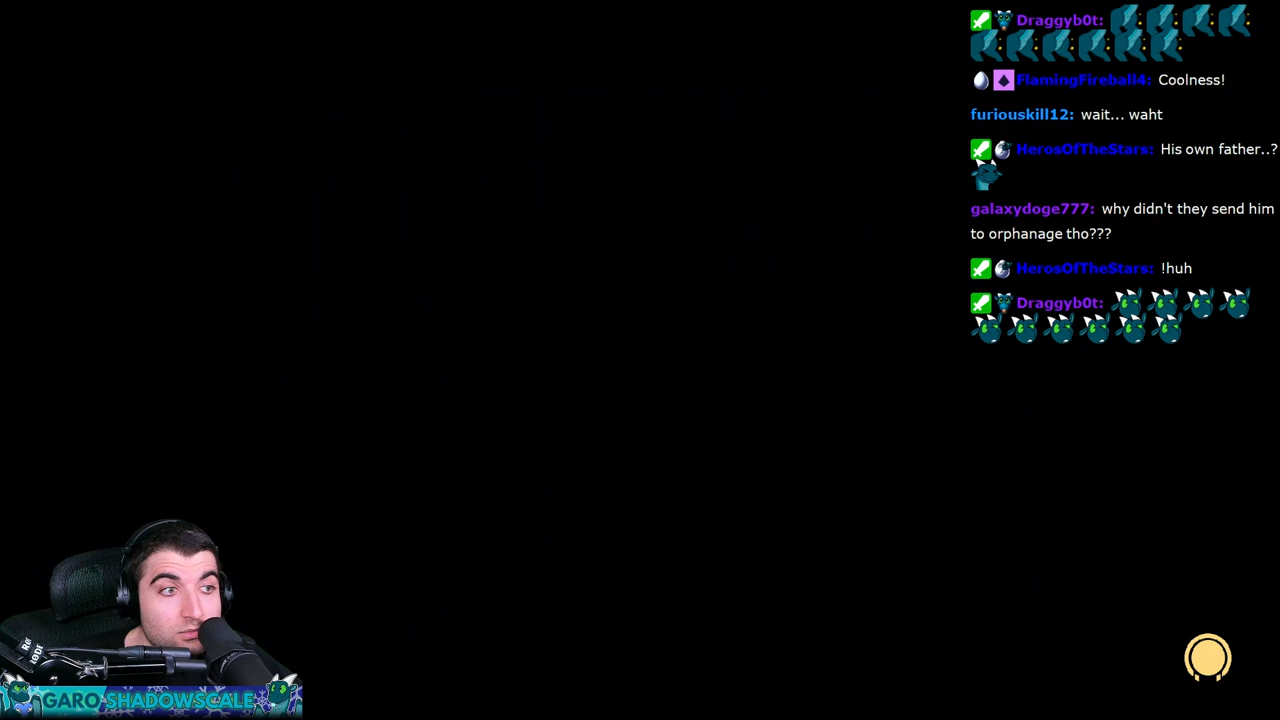 Draggyb0t:
FlamingFireball4: Coolness!
furiouskill12: wait... waht
HerosOfTheStars: His own father..?
galaxydoge777: why didn't they send him
to orphanage tho???
HerosOfTheStars: !huh
Draggyb0t:
RØDE
GARO SHADOWSCALE